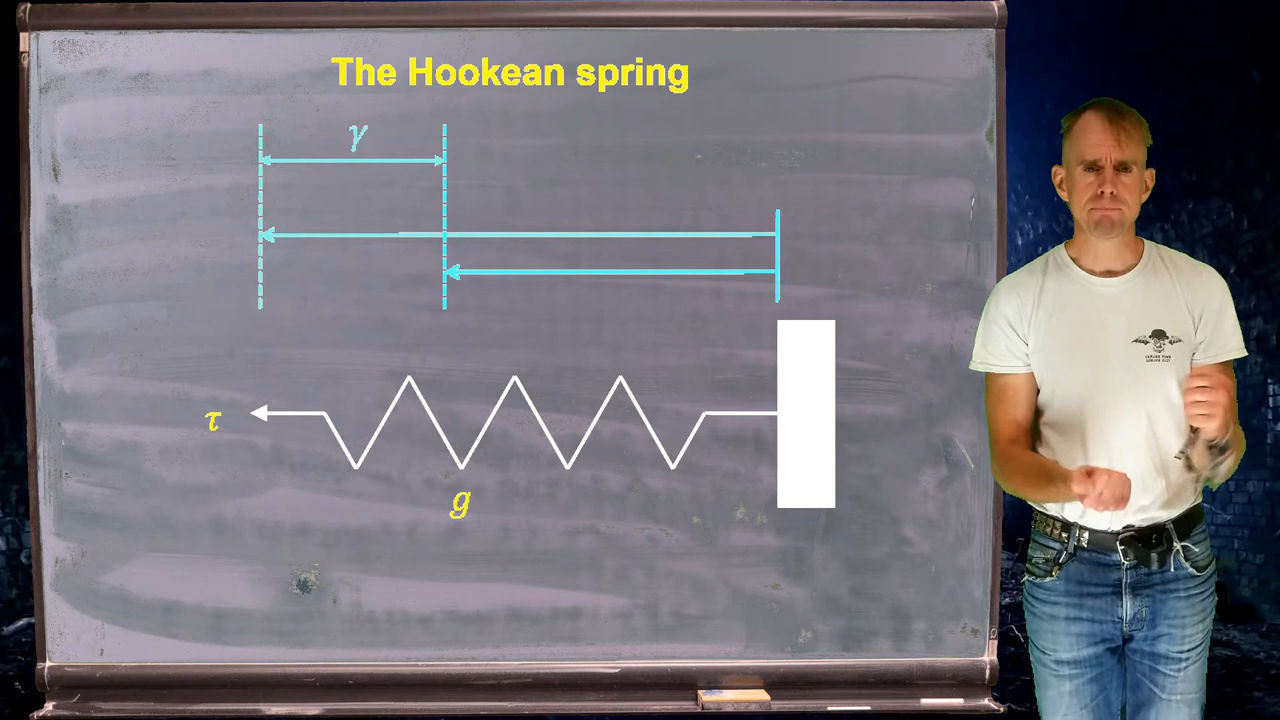 The Hookean spring
γ
τ
g